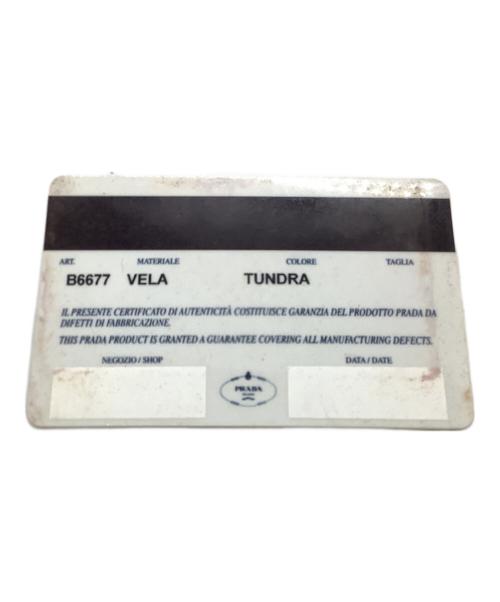 ART. MATERIALE COLORE TAGLIA
B6677 VELA TUNDRA
IL PRESENTE CERTIFICATO DI AUTENTICITÀ COSTITUISCE GARANZIA DEL PRODOTTO PRADA DA
DIFETTI DI FABBRICAZIONE.
THIS PRADA PRODUCT IS GRANTED A GUARANTEE COVERING ALL MANUFACTURING DEFECTS.
NEGOZIO / SHOP DATA / DATE
PRADA
MILANO